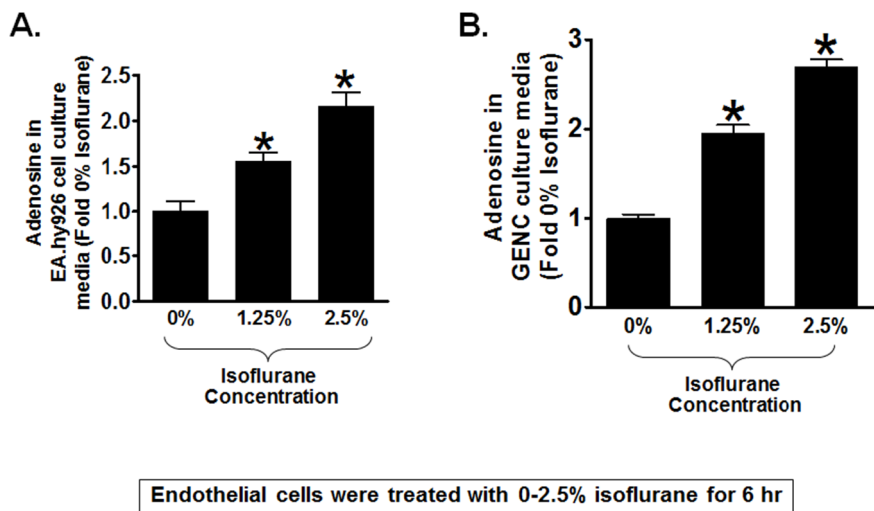 A.
Adenosine in
EA.hy926 cell culture
media (Fold 0% Isoflurane)
2.5
2.0
1.5
1.0
0.5
0.0
*
*
0%
1.25%
2.5%
Isoflurane
Concentration
B.
Adenosine in
GENC culture media
(Fold 0% Isoflurane)
3
2
1
0
*
*
0%
1.25%
2.5%
Isoflurane
Concentration
Endothelial cells were treated with 0-2.5% isoflurane for 6 hr